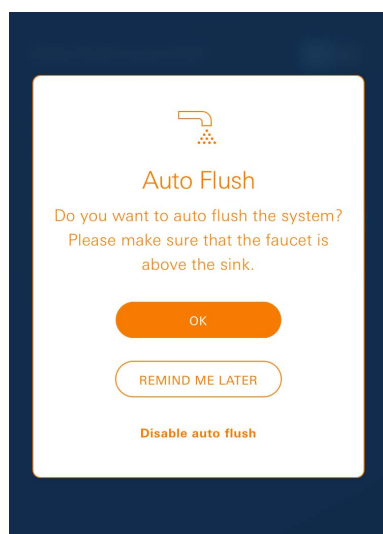 Auto Flush
Do you want to auto flush the system?
Please make sure that the faucet is
above the sink.
OK
REMIND ME LATER
Disable auto flush